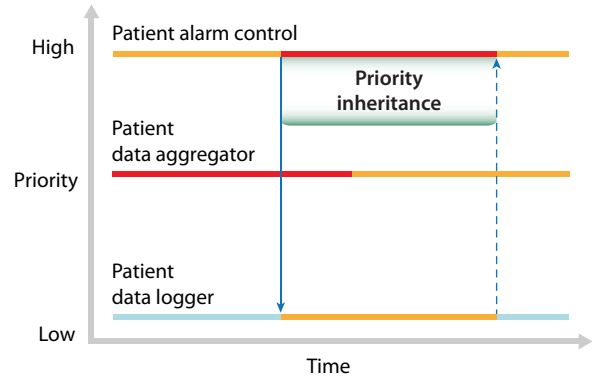 Patient alarm control
High
Priority
inheritance
Patient
data aggregator
Priority
Patient
data logger
Low
Time